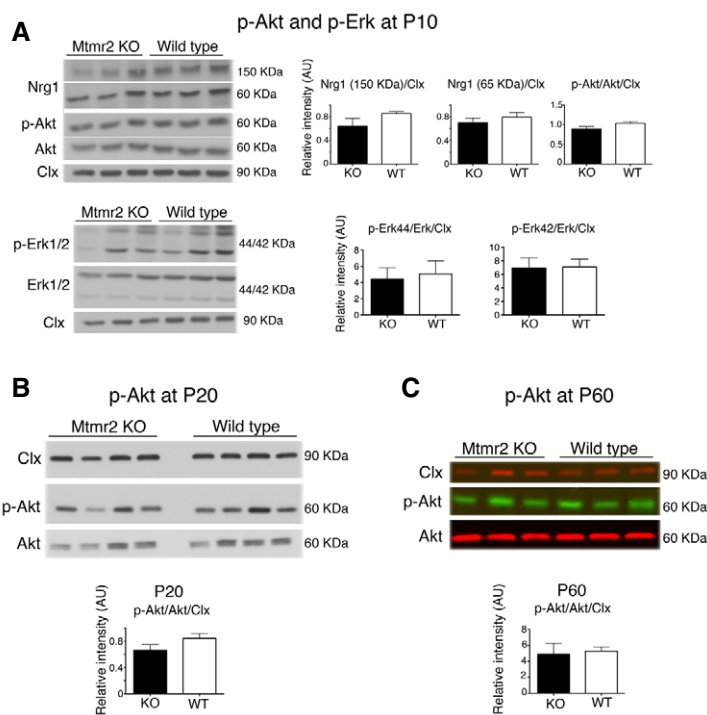 A
p-Akt and p-Erk at P10
Mtmr2 KO Wild type
Nrg1
150 KDa
60 KDa
p-Akt 60 KDa
Akt 60 KDa
Clx 90 KDa
Nrg1 (150 KDa)/Clx Nrg1 (65 KDa)/Clx p-Akt/Akt/Clx
Relative intensity (AU)
0.8
0.4
0
KO WT
0.8
0.4
0
KO WT
1.5
1.0
0.5
0
KO WT
Mtmr2 KO Wild type
p-Erk1/2 44/42 KDa
Erk1/2 44/42 KDa
Clx 90 KDa
p-Erk44/Erk/Clx p-Erk42/Erk/Clx
Relative intensity (AU)
8
6
4
2
0
KO WT
10
8
6
4
2
0
KO WT
B
p-Akt at P20
Mtmr2 KO Wild type
Clx 90 KDa
p-Akt 60 KDa
Akt 60 KDa
P20
p-Akt/Akt/Clx
Relative intensity (AU)
0.8
0.4
0
KO WT
C
p-Akt at P60
Mtmr2 KO Wild type
Clx 90 KDa
p-Akt 60 KDa
Akt 60 KDa
P60
p-Akt/Akt/Clx
Relative intensity (AU)
8
6
4
2
0
KO WT